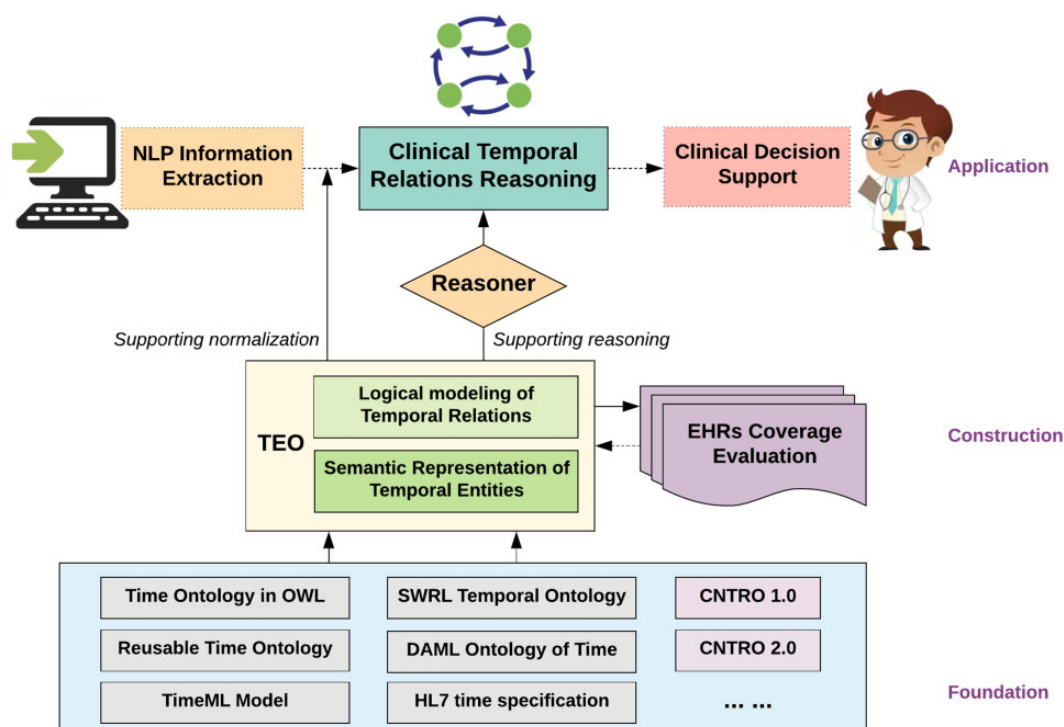 NLP Information
Extraction
Clinical Temporal
Relations Reasoning
Clinical Decision
Support
Application
Reasoner
Supporting normalization
Supporting reasoning
TEO
Logical modeling of
Temporal Relations
Semantic Representation of
Temporal Entities
EHRs Coverage
Evaluation
Construction
Time Ontology in OWL
SWRL Temporal Ontology
CNTRO 1.0
Reusable Time Ontology
DAML Ontology of Time
CNTRO 2.0
TimeML Model
HL7 time specification
... ...
Foundation